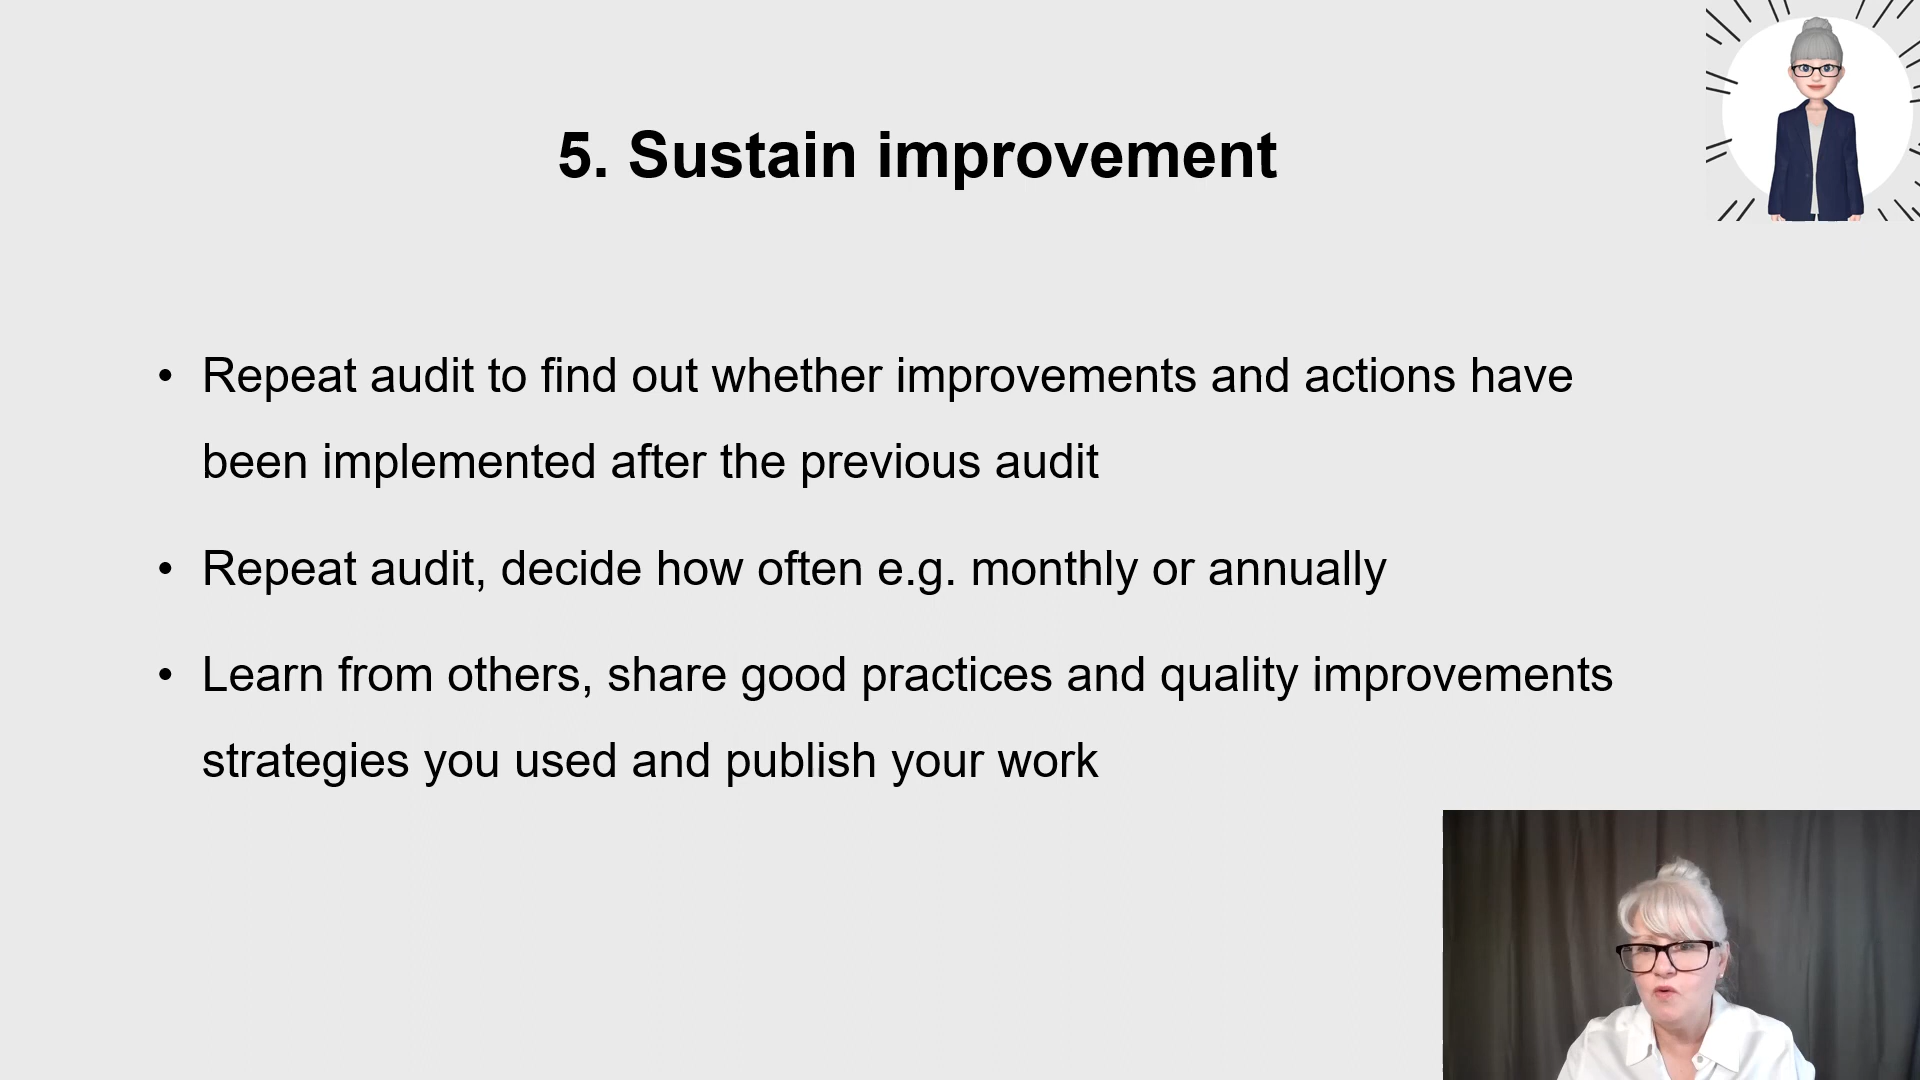 5. Sustain improvement
• Repeat audit to find out whether improvements and actions have
been implemented after the previous audit
• Repeat audit, decide how often e.g. monthly or annually
• Learn from others, share good practices and quality improvements
strategies you used and publish your work